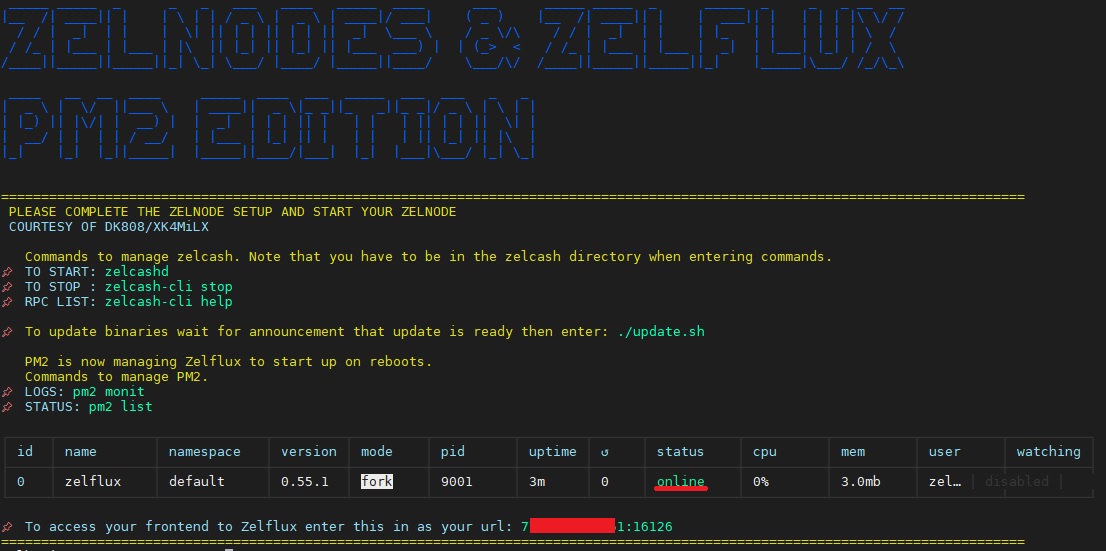 ZELNODE & ZELFLUX
PM2 EDITION
PLEASE COMPLETE THE ZELNODE SETUP AND START YOUR ZELNODE
COURTESY OF DK808/XK4MiLX
Commands to manage zelcash. Note that you have to be in the zelcash directory when entering commands.
TO START: zelcashd
TO STOP : zelcash-cli stop
RPC LIST: zelcash-cli help
To update binaries wait for announcement that update is ready then enter: ./update.sh
PM2 is now managing Zelflux to start up on reboots.
Commands to manage PM2.
LOGS: pm2 monit
STATUS: pm2 list
id name namespace version mode pid uptime ↺ status cpu mem user watching
0 zelflux default 0.55.1 fork 9001 3m 0 online 0% 3.0mb zel… disabled
To access your frontend to Zelflux enter this in as your url: 7 1:16126